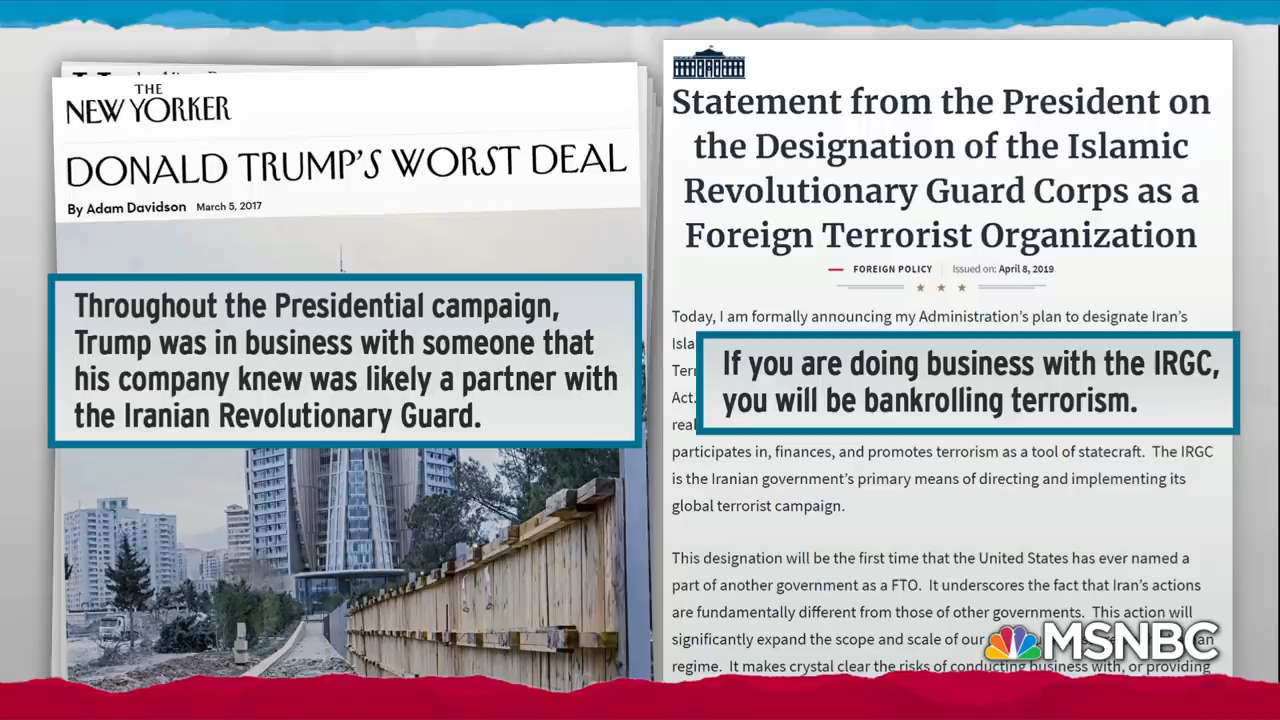 THE
NEW YORKER
DONALD TRUMP'S WORST DEAL
By Adam Davidson March 5, 2017
Throughout the Presidential campaign,
Trump was in business with someone that
his company knew was likely a partner with
the Iranian Revolutionary Guard.
Statement from the President on
the Designation of the Islamic
Revolutionary Guard Corps as a
Foreign Terrorist Organization
FOREIGN POLICY Issued on: April 8, 2019
Today, I am formally announcing my Administration's plan to designate Iran's
If you are doing business with the IRGC,
you will be bankrolling terrorism.
Act.
participates in, finances, and promotes terrorism as a tool of statecraft. The IRGC
is the Iranian government's primary means of directing and implementing its
global terrorist campaign.
This designation will be the first time that the United States has ever named a
part of another government as a FTO. It underscores the fact that Iran's actions
are fundamentally different from those of other governments. This action will
significantly expand the scope and scale of our
regime. It makes crystal clear the risks of conducting business with, or providing
MSNBC